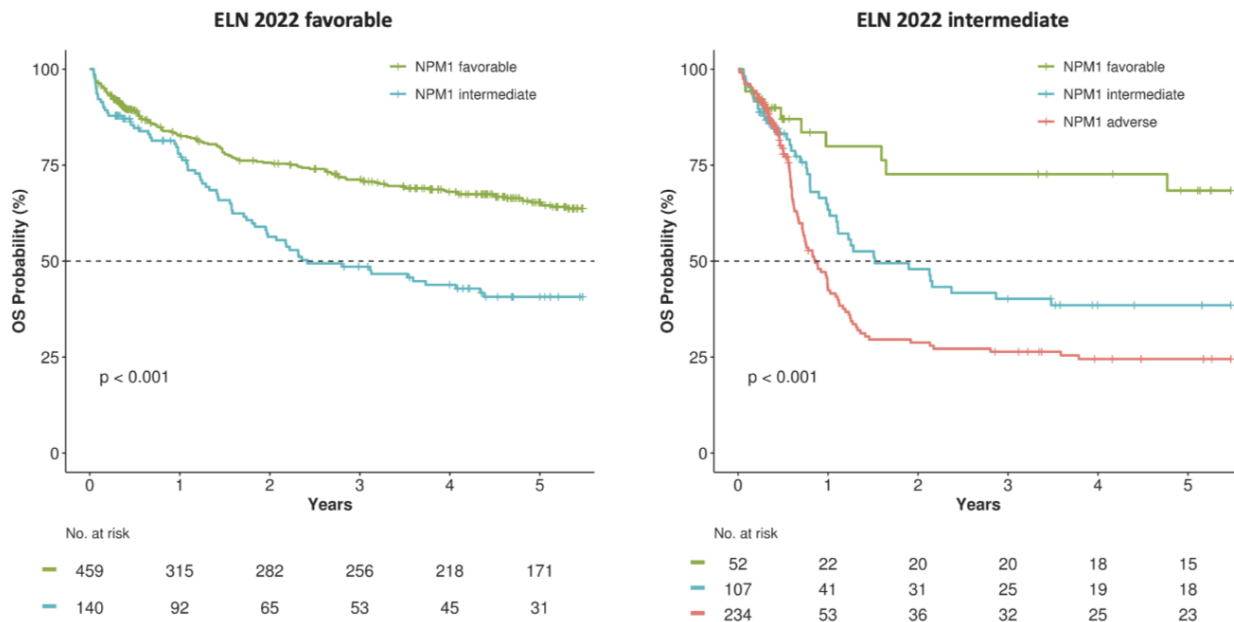 ELN 2022 favorable
NPM1 favorable
NPM1 intermediate
OS Probability (%)
100
75
50
25
0
p < 0.001
0 1 2 3 4 5
Years
No. at risk
459 315 282 256 218 171
140 92 65 53 45 31
ELN 2022 intermediate
NPM1 favorable
NPM1 intermediate
NPM1 adverse
OS Probability (%)
100
75
50
25
0
p < 0.001
0 1 2 3 4 5
Years
No. at risk
52 22 20 20 18 15
107 41 31 25 19 18
234 53 36 32 25 23